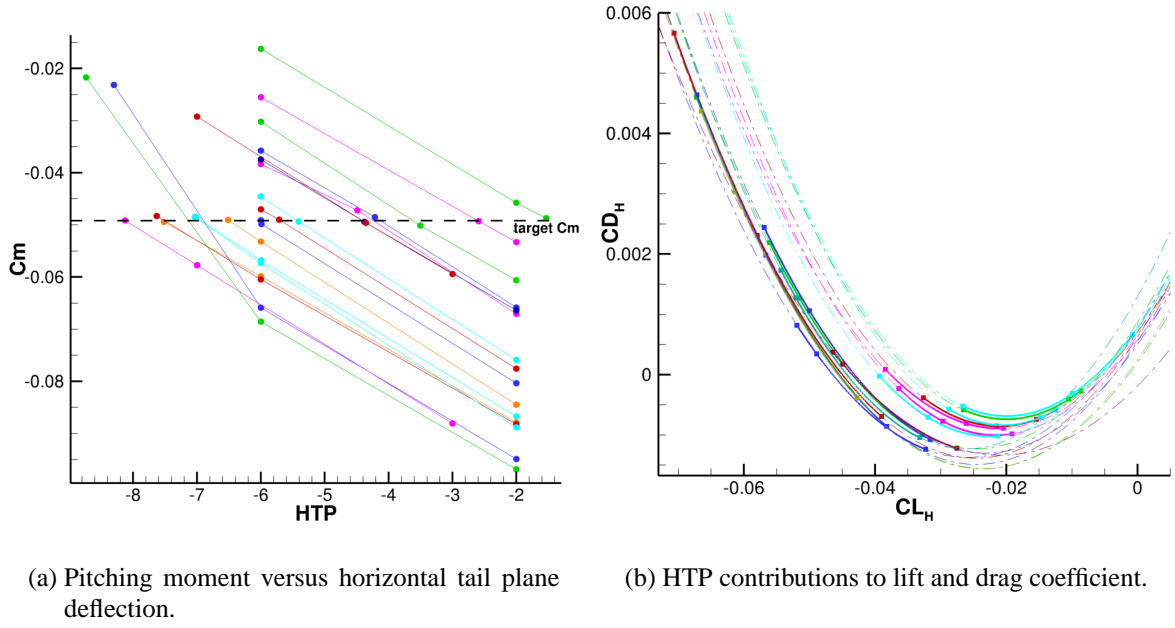 -0.02
-0.04
-0.06
-0.08
Cm
target Cm
-8
-7
-6
-5
-4
-3
-2
HTP
0.006
0.004
0.002
0
CD_H
-0.06
-0.04
-0.02
0
CL_H
(a) Pitching moment versus horizontal tail plane
deflection.
(b) HTP contributions to lift and drag coefficient.